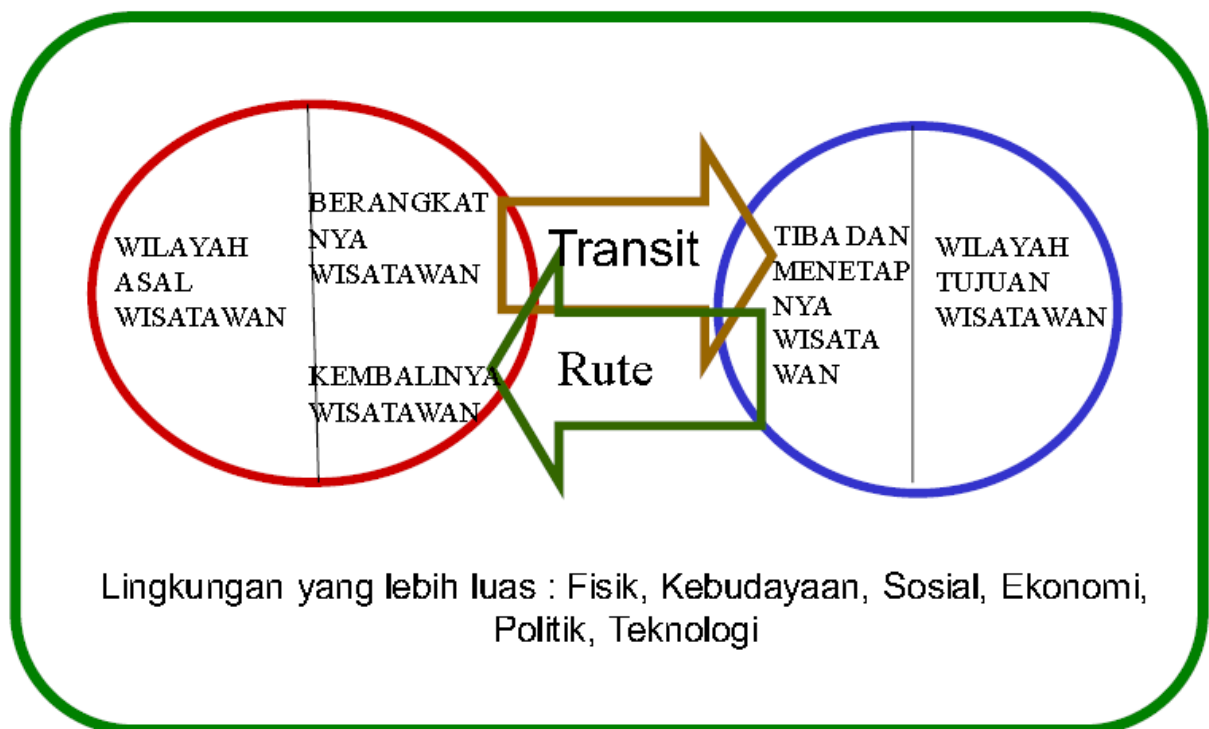 WILAYAH
ASAL
WISATAWAN
BERANGKAT
NYA
WISATAWAN
KEMBALINYA
WISATAWAN
Transit
Rute
TIBA DAN
MENETAP
NYA
WISATA
WAN
WILAYAH
TUJUAN
WISATAWAN
Lingkungan yang lebih luas : Fisik, Kebudayaan, Sosial, Ekonomi,
Politik, Teknologi